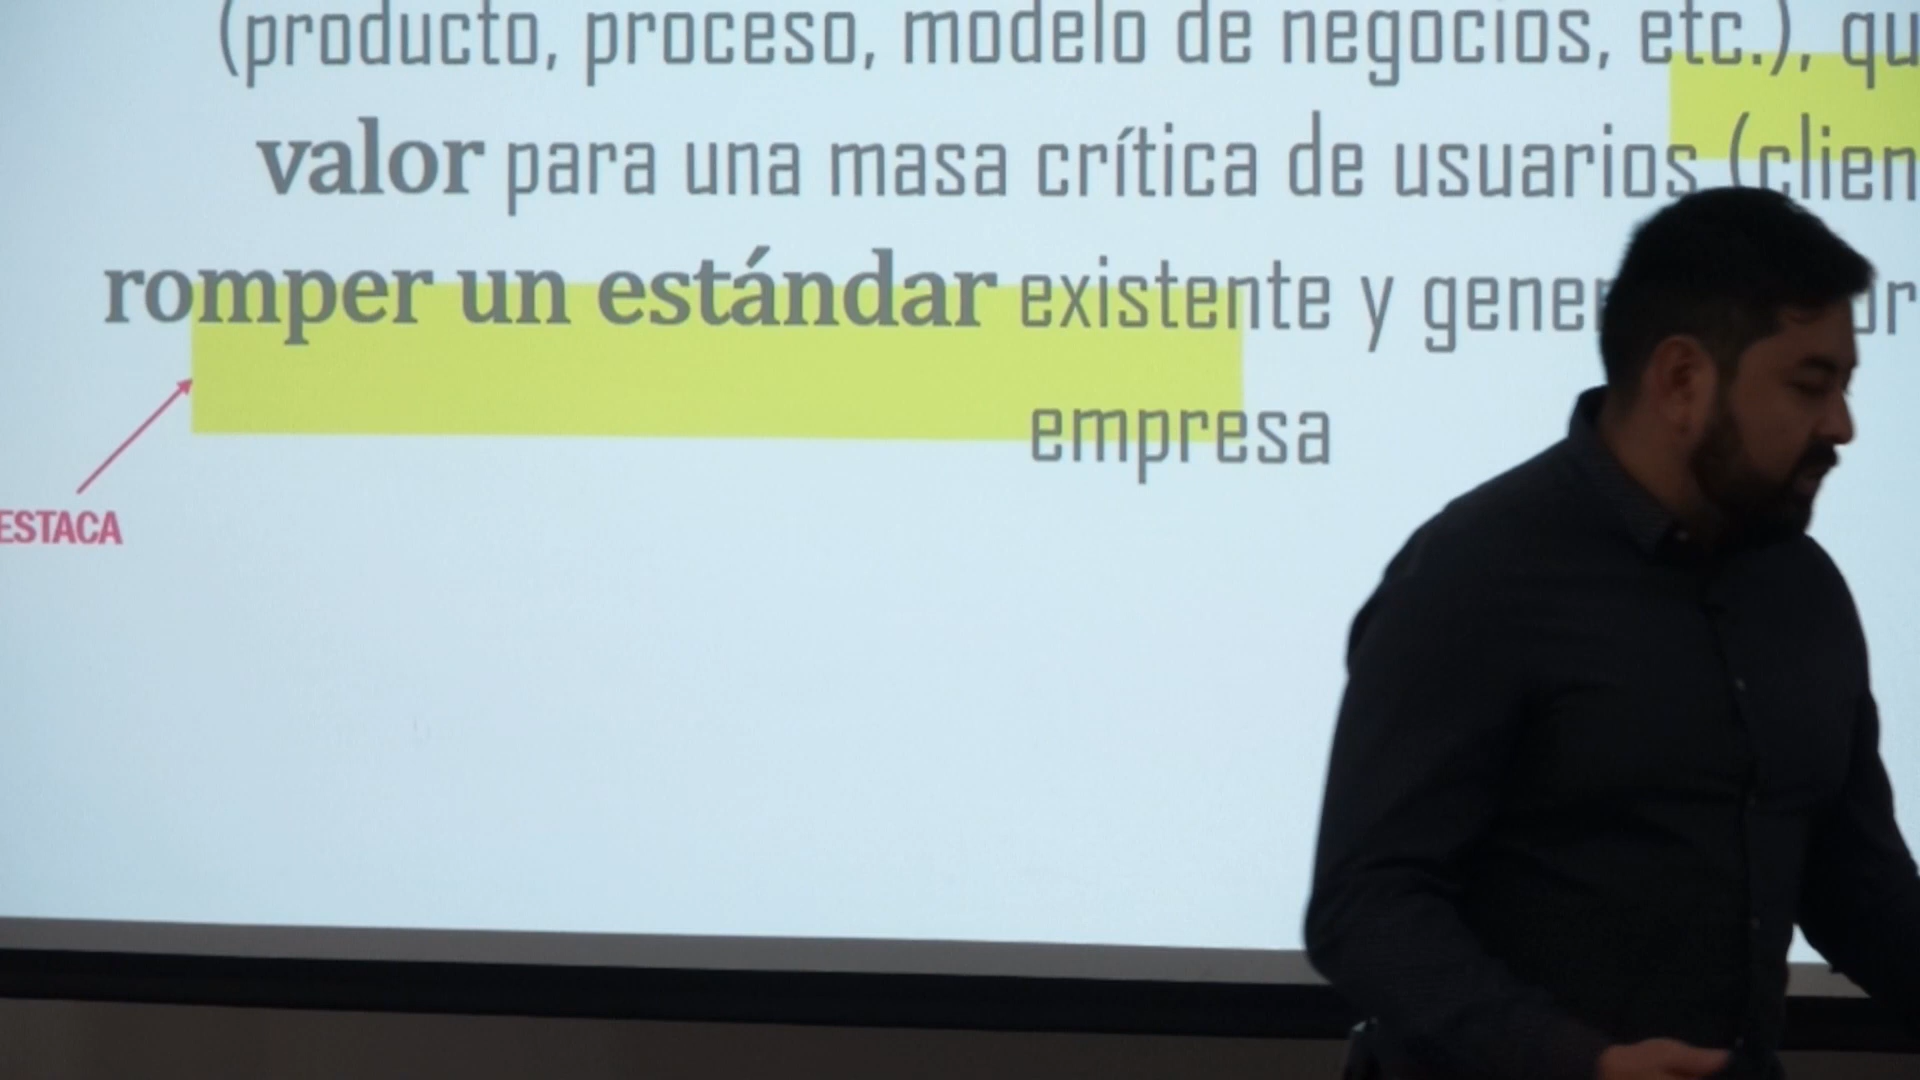 (producto, proceso, modelo de negocios, etc.), qu
valor para una masa crítica de usuarios (clien
romper un estándar existente y gener
empresa
ESTACA